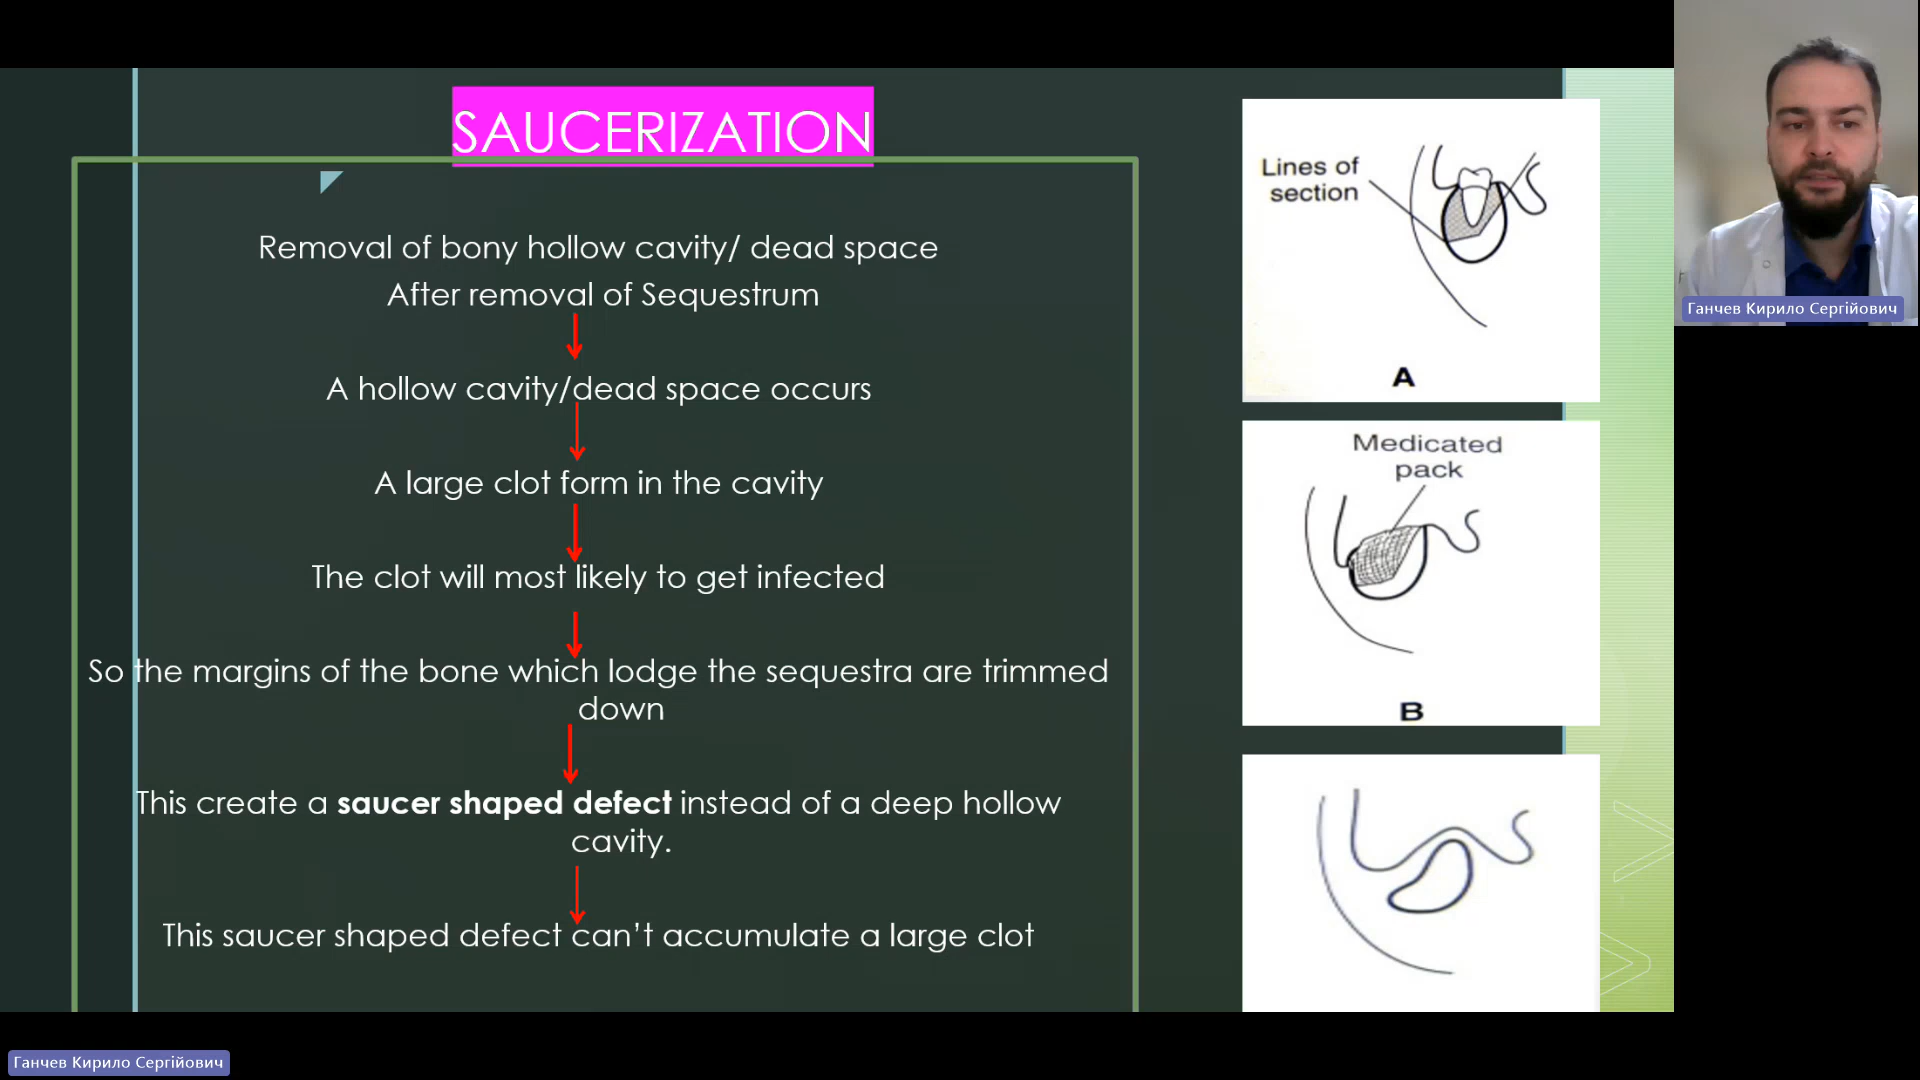 SAUCERIZATION
Removal of bony hollow cavity/ dead space
After removal of Sequestrum
A hollow cavity/dead space occurs
A large clot form in the cavity
The clot will most likely to get infected
So the margins of the bone which lodge the sequestra are trimmed
down
This create a saucer shaped defect instead of a deep hollow
cavity.
This saucer shaped defect can’t accumulate a large clot
Lines of
section
A
Medicated
pack
B
Ганчев Кирило Сергійович
Ганчев Кирило Сергійович